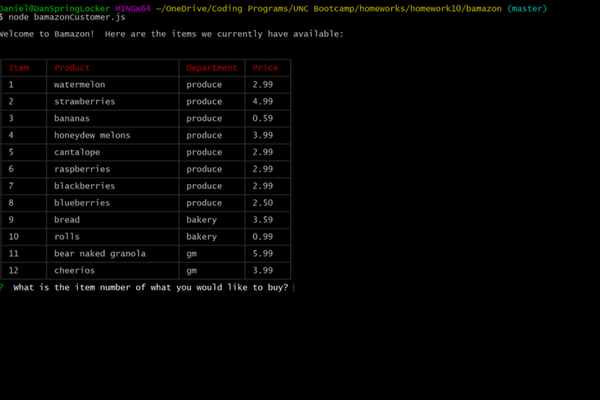 Daniel@DanSpringLocker MINGW64 ~/OneDrive/Coding Programs/UNC Bootcamp/homeworks/homework10/bamazon (master)
$ node bamazonCustomer.js
Welcome to Bamazon!  Here are the items we currently have available:
Item Product Department Price
1 watermelon produce 2.99
2 strawberries produce 4.99
3 bananas produce 0.59
4 honeydew melons produce 3.99
5 cantalope produce 2.99
6 raspberries produce 2.99
7 blackberries produce 2.99
8 blueberries produce 2.50
9 bread bakery 3.59
10 rolls bakery 0.99
11 bear naked granola gm 5.99
12 cheerios gm 3.99
?  What is the item number of what you would like to buy?